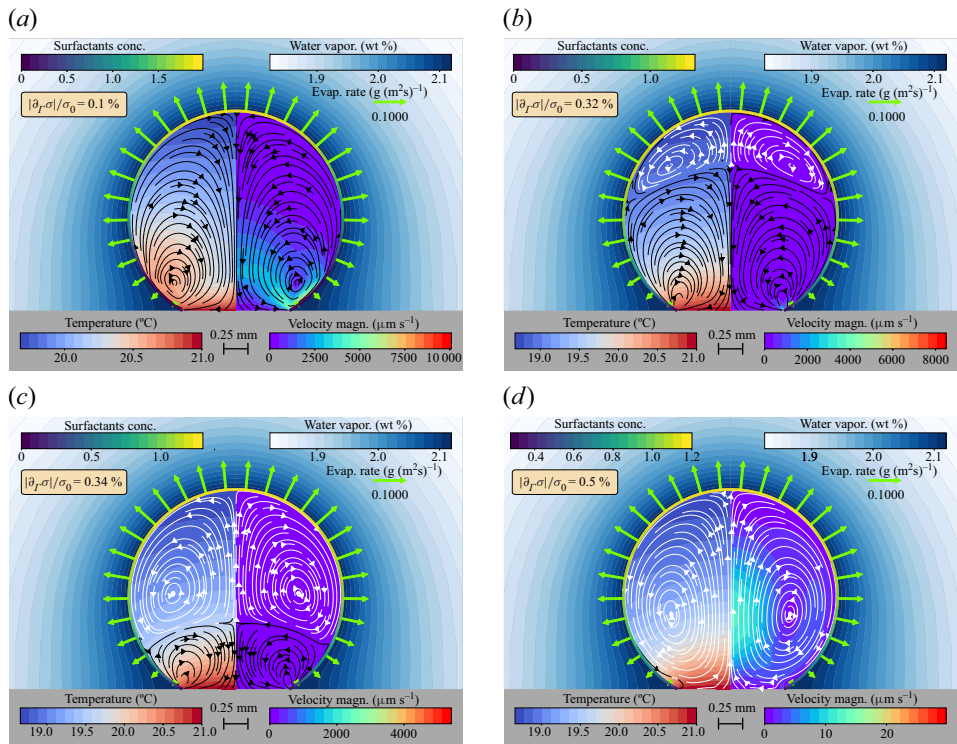 (a)
Surfactants conc.
0 0.5 1.0 1.5
Water vapor. (wt %)
1.9 2.0 2.1
|∂Γσ|/σ0 = 0.1 %
Evap. rate (g (m²s)⁻¹)
0.1000
Temperature (ºC)
20.0 20.5 21.0
0.25 mm
Velocity magn. (μm s⁻¹)
0 2500 5000 7500 10 000
(b)
Surfactants conc.
0 0.5 1.0
Water vapor. (wt %)
1.9 2.0 2.1
|∂Γσ|/σ0 = 0.32 %
Evap. rate (g (m²s)⁻¹)
0.1000
Temperature (ºC)
19.0 19.5 20.0 20.5 21.0
0.25 mm
Velocity magn. (μm s⁻¹)
0 2000 4000 6000 8000
(c)
Surfactants conc.
0 0.5 1.0
Water vapor. (wt %)
1.9 2.0 2.1
|∂Γσ|/σ0 = 0.34 %
Evap. rate (g (m²s)⁻¹)
0.1000
Temperature (ºC)
19.0 19.5 20.0 20.5 21.0
0.25 mm
Velocity magn. (μm s⁻¹)
0 2000 4000
(d)
Surfactants conc.
0.4 0.6 0.8 1.0 1.2
Water vapor. (wt %)
1.9 2.0 2.1
|∂Γσ|/σ0 = 0.5 %
Evap. rate (g (m²s)⁻¹)
0.1000
Temperature (ºC)
19.0 19.5 20.0 20.5 21.0
0.25 mm
Velocity magn. (μm s⁻¹)
0 10 20